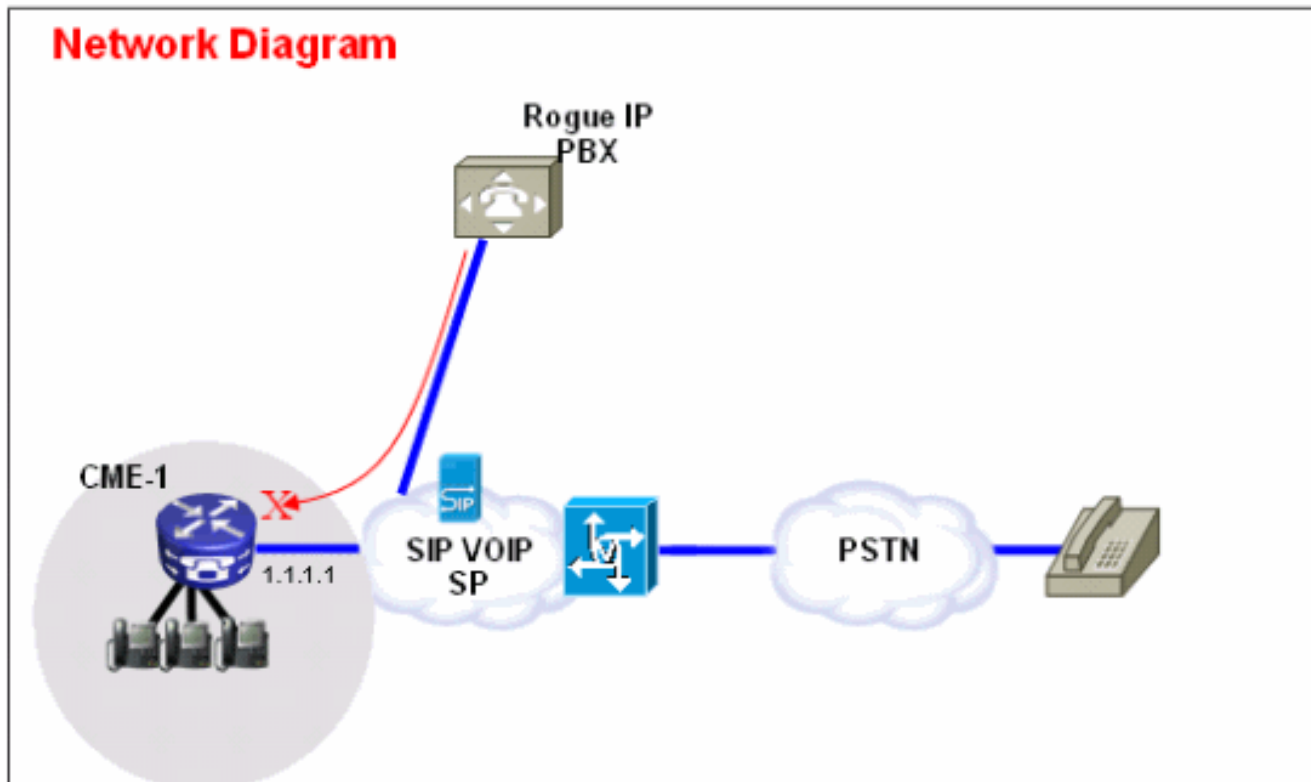 Network Diagram
Rogue IP
PBX
CME-1
X
1.1.1.1
SIP
SIP VOIP
SP
V
PSTN